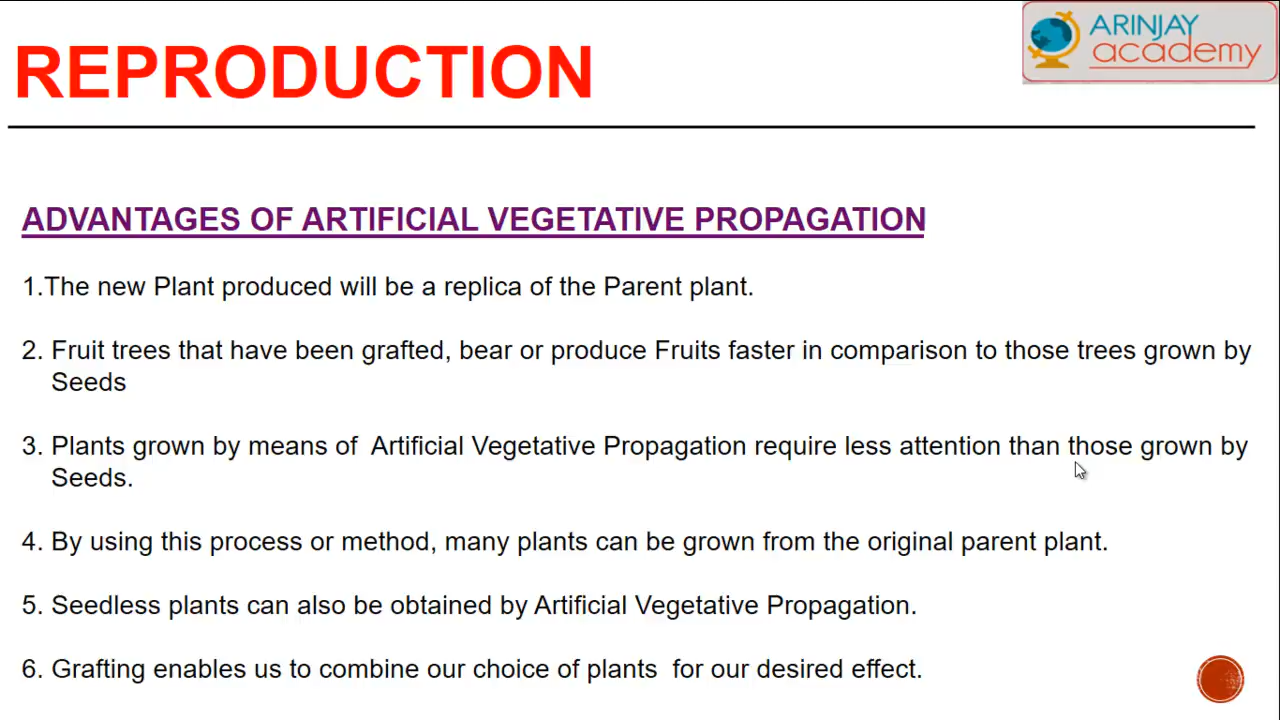 REPRODUCTION
ARINJAY
academy
ADVANTAGES OF ARTIFICIAL VEGETATIVE PROPAGATION
1.The new Plant produced will be a replica of the Parent plant.
2. Fruit trees that have been grafted, bear or produce Fruits faster in comparison to those trees grown by
Seeds
3. Plants grown by means of  Artificial Vegetative Propagation require less attention than those grown by
Seeds.
4. By using this process or method, many plants can be grown from the original parent plant.
5. Seedless plants can also be obtained by Artificial Vegetative Propagation.
6. Grafting enables us to combine our choice of plants  for our desired effect.